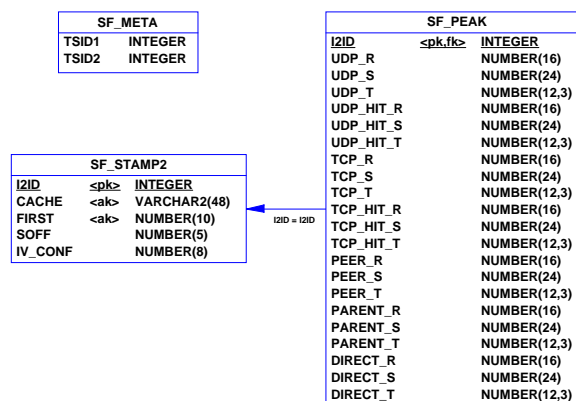 SF_META
TSID1 INTEGER
TSID2 INTEGER
SF_STAMP2
I2ID <pk> INTEGER
CACHE <ak> VARCHAR2(48)
FIRST <ak> NUMBER(10)
SOFF NUMBER(5)
IV_CONF NUMBER(8)
I2ID = I2ID
SF_PEAK
I2ID <pk,fk> INTEGER
UDP_R NUMBER(16)
UDP_S NUMBER(24)
UDP_T NUMBER(12,3)
UDP_HIT_R NUMBER(16)
UDP_HIT_S NUMBER(24)
UDP_HIT_T NUMBER(12,3)
TCP_R NUMBER(16)
TCP_S NUMBER(24)
TCP_T NUMBER(12,3)
TCP_HIT_R NUMBER(16)
TCP_HIT_S NUMBER(24)
TCP_HIT_T NUMBER(12,3)
PEER_R NUMBER(16)
PEER_S NUMBER(24)
PEER_T NUMBER(12,3)
PARENT_R NUMBER(16)
PARENT_S NUMBER(24)
PARENT_T NUMBER(12,3)
DIRECT_R NUMBER(16)
DIRECT_S NUMBER(24)
DIRECT_T NUMBER(12,3)